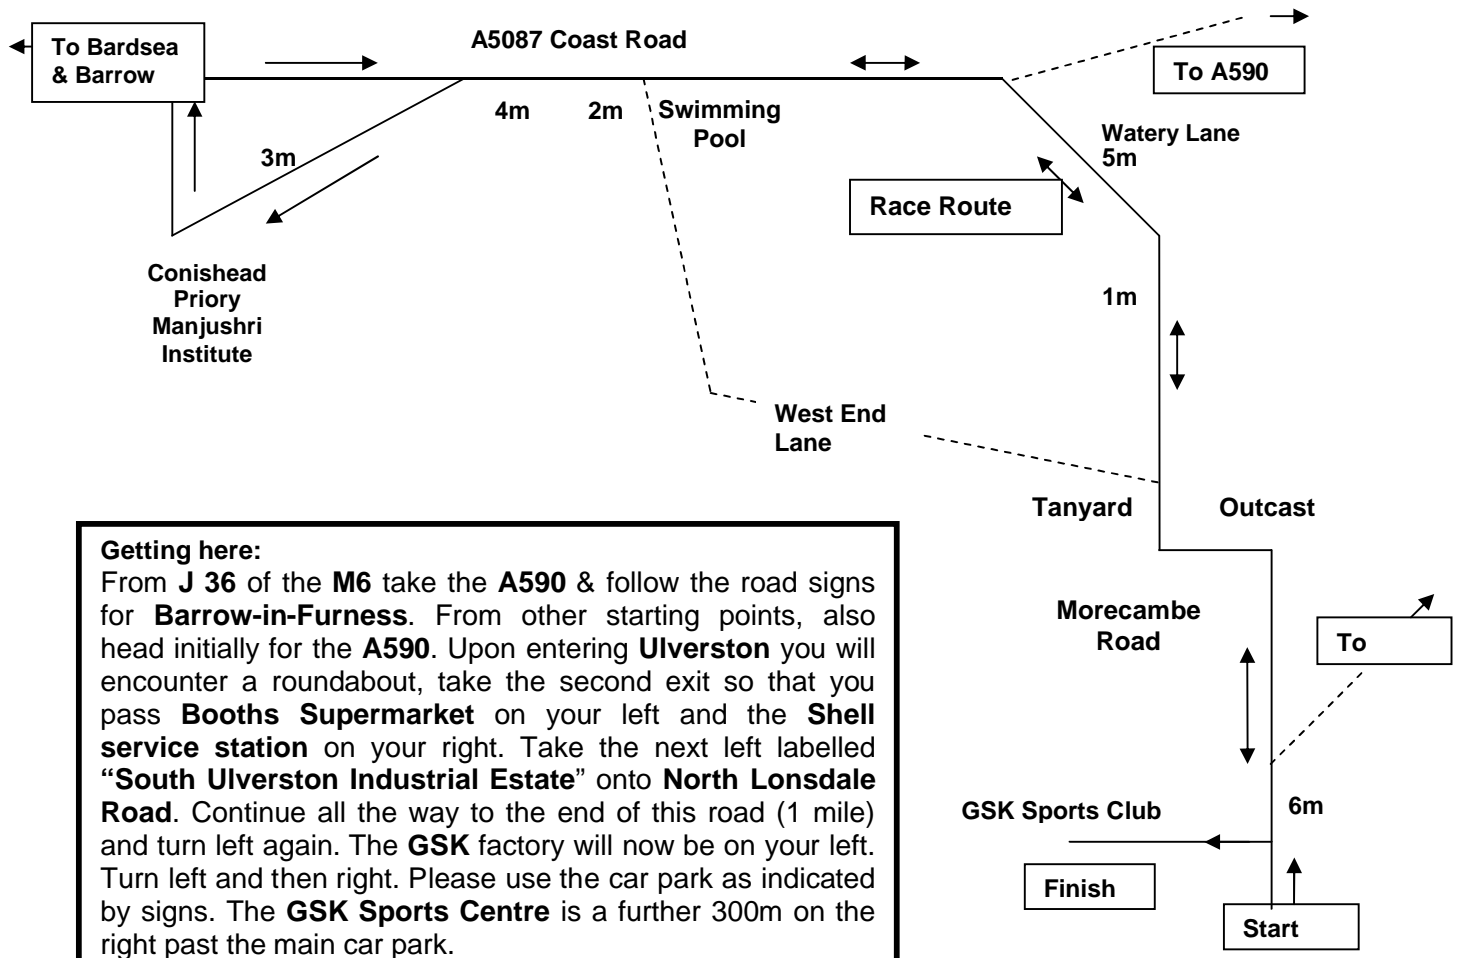 To Bardsea
& Barrow
A5087 Coast Road
To A590
4m
2m
Swimming
Pool
Watery Lane
5m
3m
Race Route
Conishead
Priory
Manjushri
Institute
1m
West End
Lane
Tanyard
Outcast
Morecambe
Road
To
GSK Sports Club
6m
Finish
Start
Getting here:
From J 36 of the M6 take the A590 & follow the road signs
for Barrow-in-Furness. From other starting points, also
head initially for the A590. Upon entering Ulverston you will
encounter a roundabout, take the second exit so that you
pass Booths Supermarket on your left and the Shell
service station on your right. Take the next left labelled
“South Ulverston Industrial Estate” onto North Lonsdale
Road. Continue all the way to the end of this road (1 mile)
and turn left again. The GSK factory will now be on your left.
Turn left and then right. Please use the car park as indicated
by signs. The GSK Sports Centre is a further 300m on the
right past the main car park.